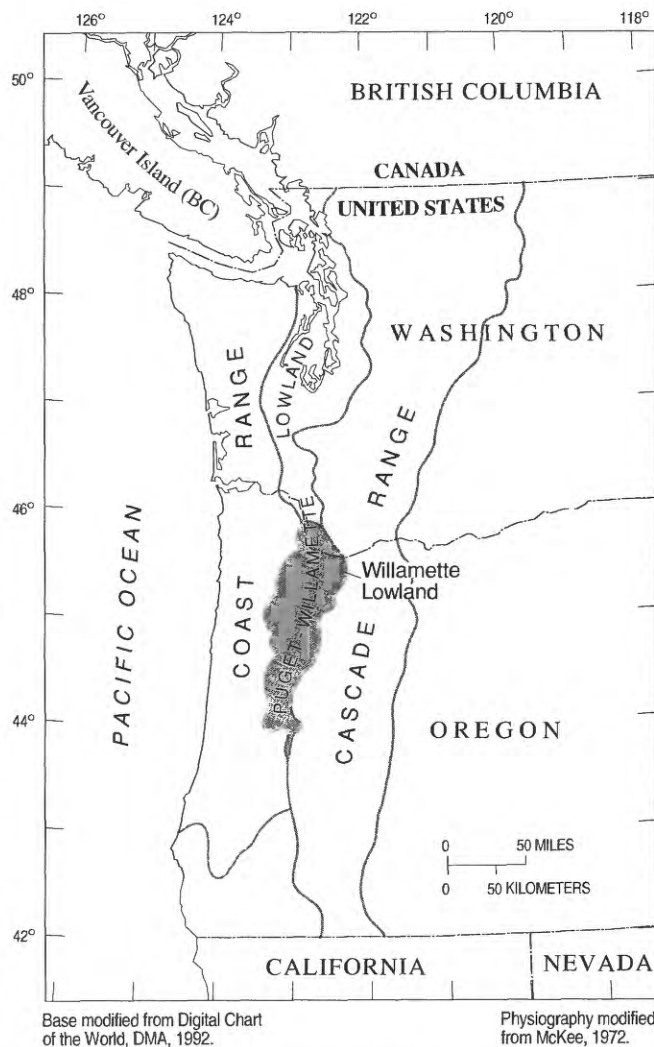 126°
124°
122°
120°
118°
50°
BRITISH COLUMBIA
Vancouver Island (BC)
CANADA
UNITED STATES
48°
WASHINGTON
LOWLAND
RANGE
RANGE
46°
PUGET-WILLAMETTE
Willamette
Lowland
PACIFIC OCEAN
COAST
CASCADE
44°
OREGON
0 50 MILES
0 50 KILOMETERS
42°
CALIFORNIA
NEVADA
Base modified from Digital Chart
of the World, DMA, 1992.
Physiography modified
from McKee, 1972.